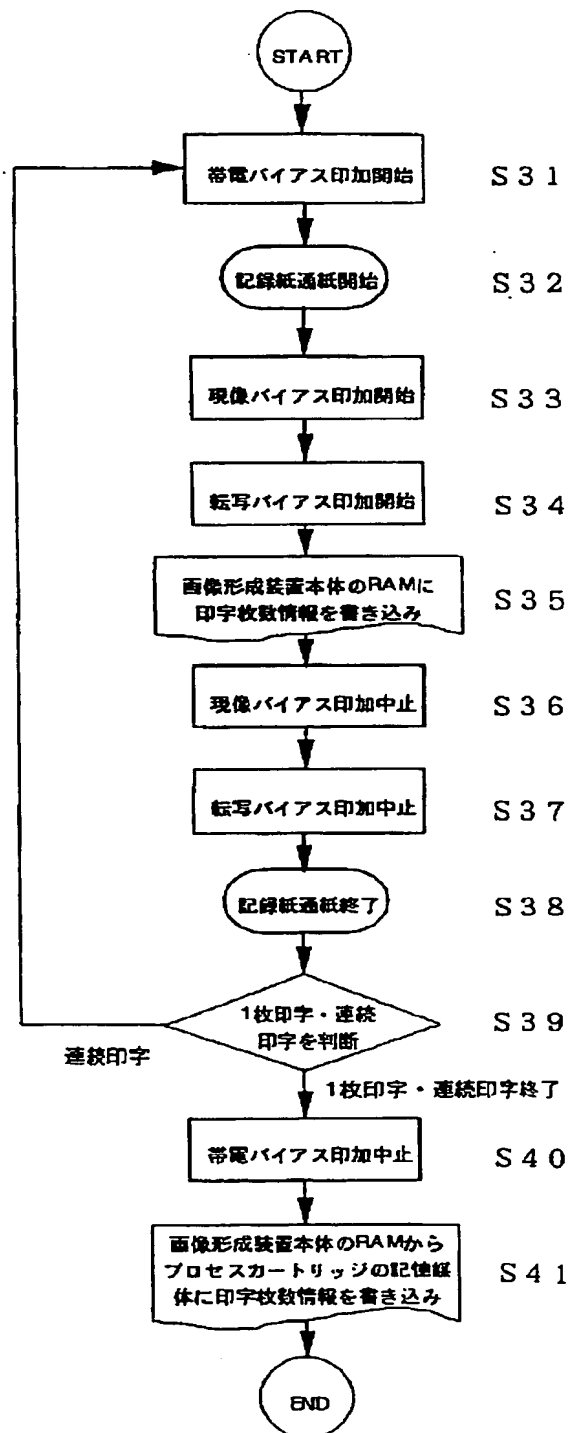 START
帯電バイアス印加開始
S31
記録紙通紙開始
S32
現像バイアス印加開始
S33
転写バイアス印加開始
S34
画像形成装置本体のRAMに
印字枚数情報を書き込み
S35
現像バイアス印加中止
S36
転写バイアス印加中止
S37
記録紙通紙終了
S38
1枚印字・連続
印字を判断
S39
連続印字
1枚印字・連続印字終了
帯電バイアス印加中止
S40
画像形成装置本体のRAMから
プロセスカートリッジの記憶媒
体に印字枚数情報を書き込み
S41
END